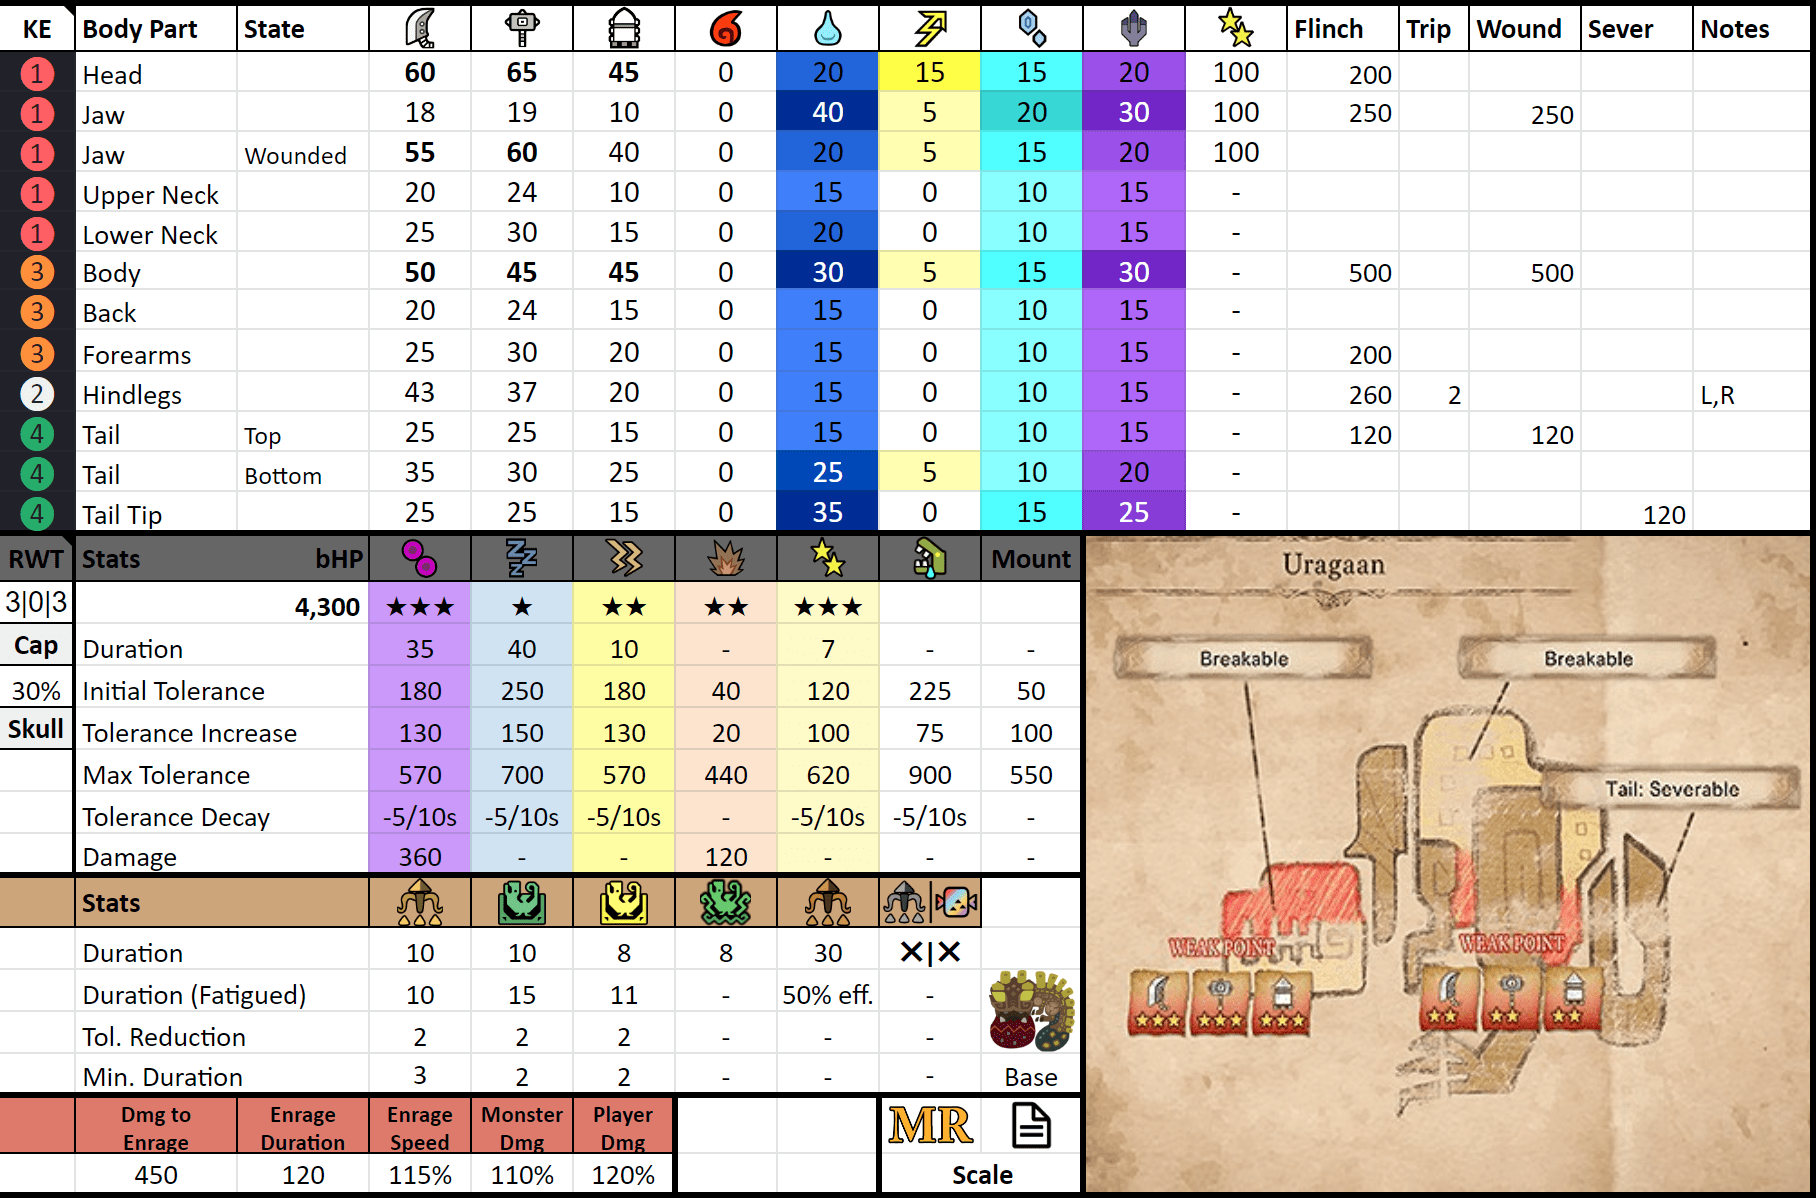 KE Body Part State Flinch Trip Wound Sever Notes
1 Head 60 65 45 0 20 15 15 20 100 200
1 Jaw 18 19 10 0 40 5 20 30 100 250 250
1 Jaw Wounded 55 60 40 0 20 5 15 20 100
1 Upper Neck 20 24 10 0 15 0 10 15 -
1 Lower Neck 25 30 15 0 20 0 10 15 -
3 Body 50 45 45 0 30 5 15 30 - 500 500
3 Back 20 24 15 0 15 0 10 15 -
3 Forearms 25 30 20 0 15 0 10 15 - 200
2 Hindlegs 43 37 20 0 15 0 10 15 - 260 2 L,R
4 Tail Top 25 25 15 0 15 0 10 15 - 120 120
4 Tail Bottom 35 30 25 0 25 5 10 20 -
4 Tail Tip 25 25 15 0 35 0 15 25 - 120
RWT Stats bHP Mount
3|0|3 4,300 ★★★ ★ ★★ ★★ ★★★
Cap Duration 35 40 10 - 7 - -
30% Initial Tolerance 180 250 180 40 120 225 50
Skull Tolerance Increase 130 150 130 20 100 75 100
Max Tolerance 570 700 570 440 620 900 550
Tolerance Decay -5/10s -5/10s -5/10s - -5/10s -5/10s -
Damage 360 - - 120 - - -
Stats
Duration 10 10 8 8 30 ✕|✕
Duration (Fatigued) 10 15 11 - 50% eff. -
Tol. Reduction 2 2 2 - - -
Min. Duration 3 2 2 - - - Base
Dmg to Enrage Enrage Duration Enrage Speed Monster Dmg Player Dmg MR
450 120 115% 110% 120% Scale
Uragaan
Breakable
Breakable
Tail: Severable
WEAK POINT
★★★ ★★★ ★★★
WEAK POINT
★★ ★★ ★★